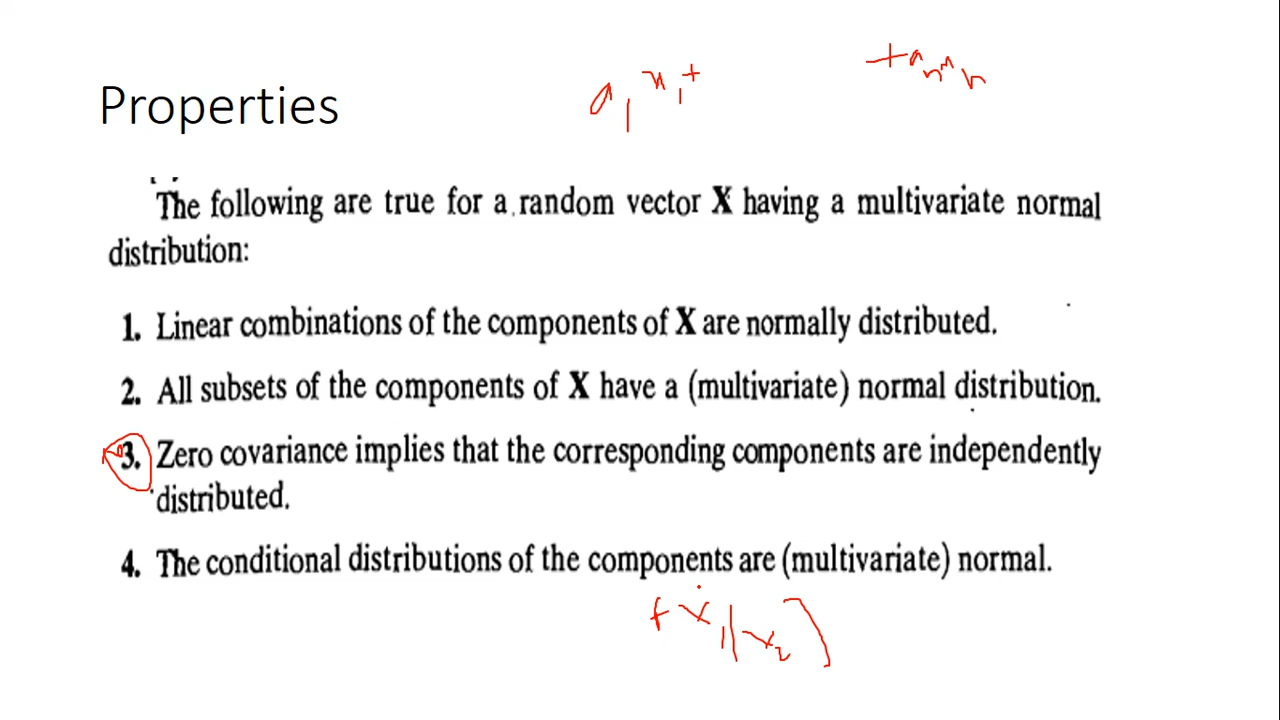 a₁x₁+ +aₙxₙ
Properties
The following are true for a random vector X having a multivariate normal
distribution:
1. Linear combinations of the components of X are normally distributed.
2. All subsets of the components of X have a (multivariate) normal distribution.
3. Zero covariance implies that the corresponding components are independently
distributed.
4. The conditional distributions of the components are (multivariate) normal.